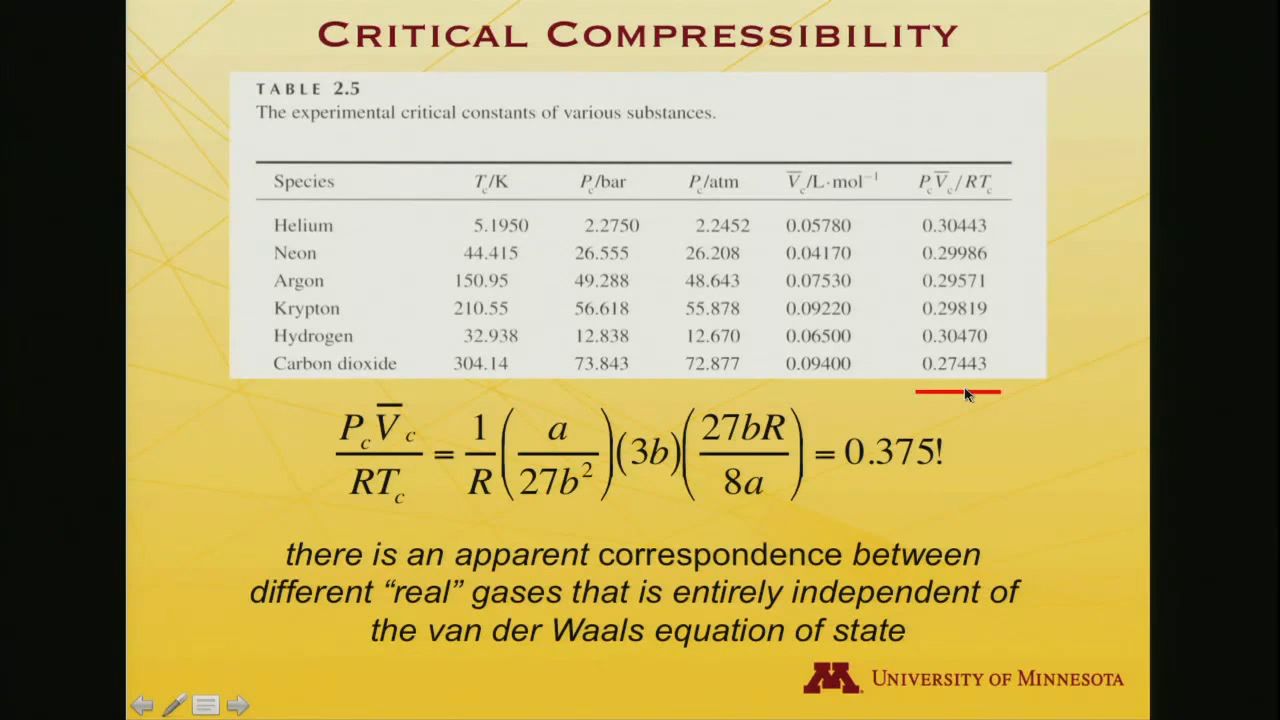 CRITICAL COMPRESSIBILITY
TABLE 2.5
The experimental critical constants of various substances.
Species T_c/K P_c/bar P_c/atm V̅_c/L·mol⁻¹ P_cV̅_c/RT_c
Helium 5.1950 2.2750 2.2452 0.05780 0.30443
Neon 44.415 26.555 26.208 0.04170 0.29986
Argon 150.95 49.288 48.643 0.07530 0.29571
Krypton 210.55 56.618 55.878 0.09220 0.29819
Hydrogen 32.938 12.838 12.670 0.06500 0.30470
Carbon dioxide 304.14 73.843 72.877 0.09400 0.27443
P_cV̅_c/RT_c = 1/R (a/27b²)(3b)(27bR/8a) = 0.375!
there is an apparent correspondence between
different “real” gases that is entirely independent of
the van der Waals equation of state
M UNIVERSITY OF MINNESOTA